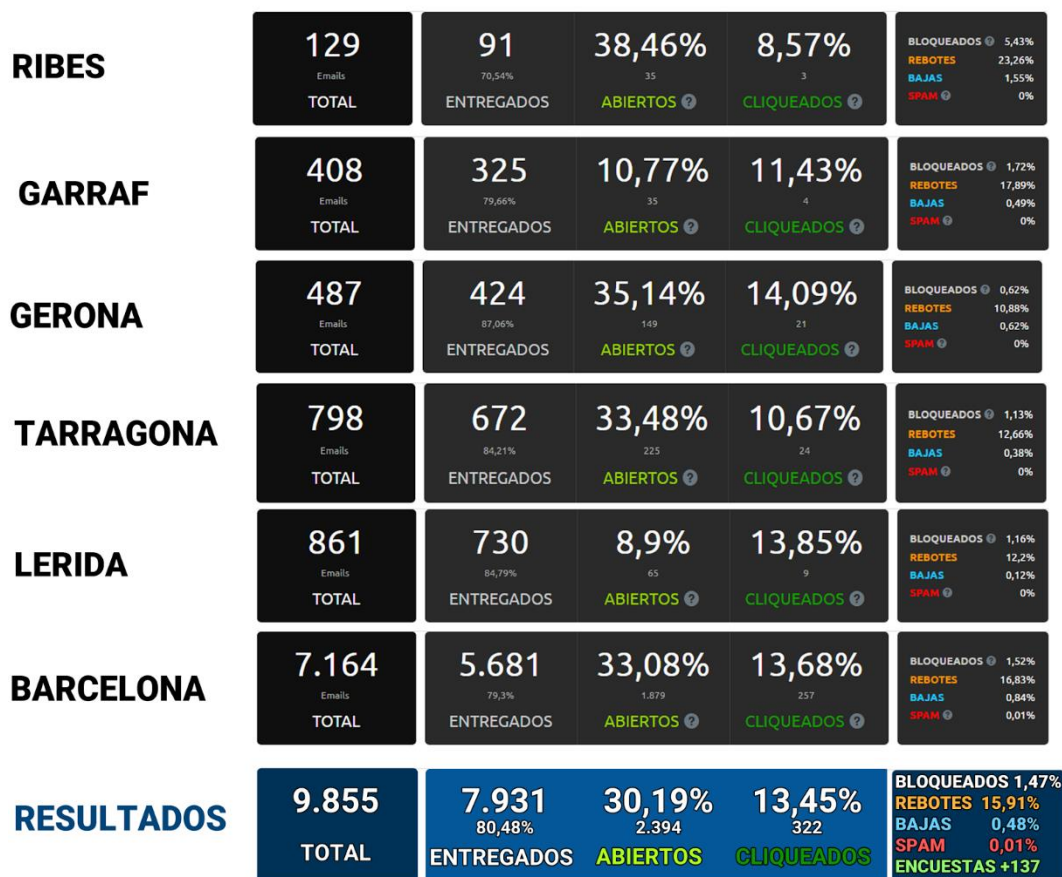 RIBES
129
Emails
TOTAL
91
70,54%
ENTREGADOS
38,46%
35
ABIERTOS ?
8,57%
3
CLIQUEADOS ?
BLOQUEADOS ? 5,43%
REBOTES 23,26%
BAJAS 1,55%
SPAM ? 0%
GARRAF
408
Emails
TOTAL
325
79,66%
ENTREGADOS
10,77%
35
ABIERTOS ?
11,43%
4
CLIQUEADOS ?
BLOQUEADOS ? 1,72%
REBOTES 17,89%
BAJAS 0,49%
SPAM ? 0%
GERONA
487
Emails
TOTAL
424
87,06%
ENTREGADOS
35,14%
149
ABIERTOS ?
14,09%
21
CLIQUEADOS ?
BLOQUEADOS ? 0,62%
REBOTES 10,88%
BAJAS 0,62%
SPAM ? 0%
TARRAGONA
798
Emails
TOTAL
672
84,21%
ENTREGADOS
33,48%
225
ABIERTOS ?
10,67%
24
CLIQUEADOS ?
BLOQUEADOS ? 1,13%
REBOTES 12,66%
BAJAS 0,38%
SPAM ? 0%
LERIDA
861
Emails
TOTAL
730
84,79%
ENTREGADOS
8,9%
65
ABIERTOS ?
13,85%
9
CLIQUEADOS ?
BLOQUEADOS ? 1,16%
REBOTES 12,2%
BAJAS 0,12%
SPAM ? 0%
BARCELONA
7.164
Emails
TOTAL
5.681
79,3%
ENTREGADOS
33,08%
1.879
ABIERTOS ?
13,68%
257
CLIQUEADOS ?
BLOQUEADOS ? 1,52%
REBOTES 16,83%
BAJAS 0,84%
SPAM ? 0,01%
RESULTADOS
9.855
TOTAL
7.931
80,48%
ENTREGADOS
30,19%
2.394
ABIERTOS
13,45%
322
CLIQUEADOS
BLOQUEADOS 1,47%
REBOTES 15,91%
BAJAS 0,48%
SPAM 0,01%
ENCUESTAS +137